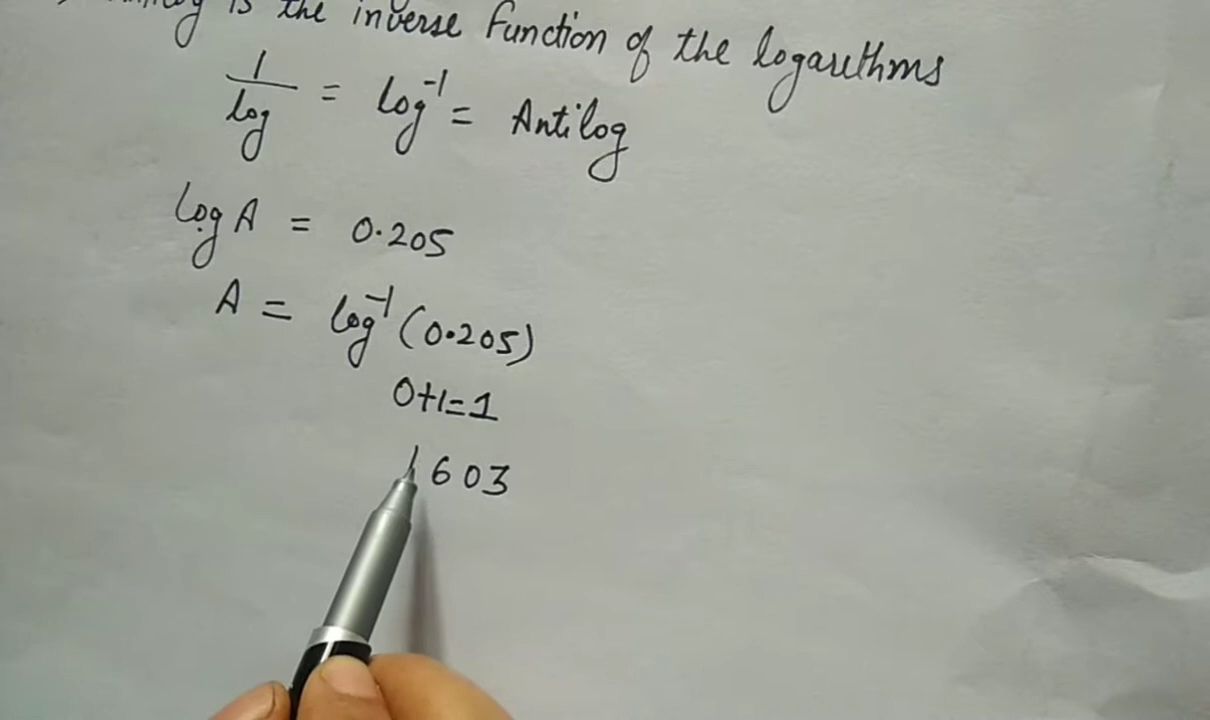 is the inverse function of the logarithms
1/log = log⁻¹ = Antilog
log A = 0.205
A = log⁻¹(0.205)
0+1=1
1603